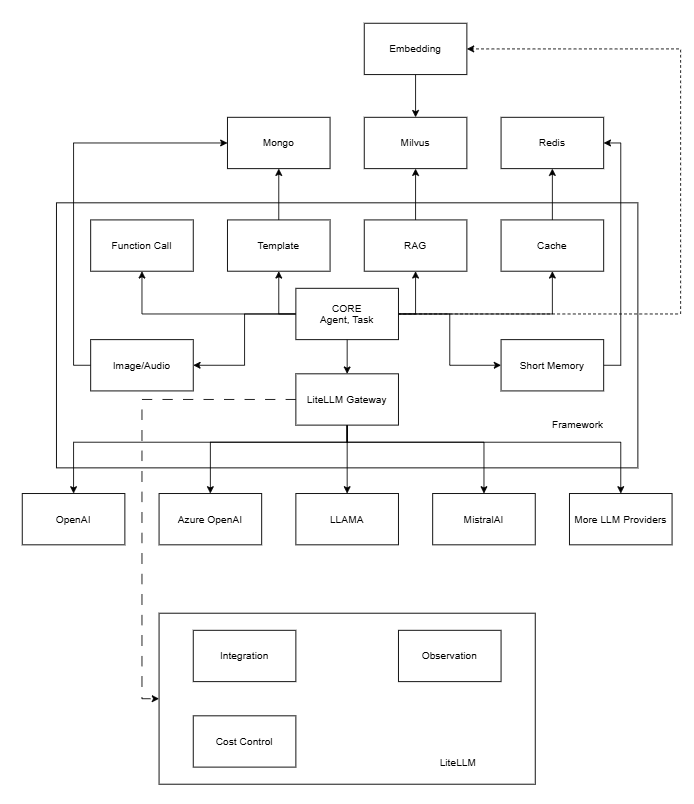 Embedding
Mongo
Milvus
Redis
Function Call
Template
RAG
Cache
CORE
Agent, Task
Image/Audio
Short Memory
LiteLLM Gateway
Framework
OpenAI
Azure OpenAI
LLAMA
MistralAI
More LLM Providers
Integration
Observation
Cost Control
LiteLLM